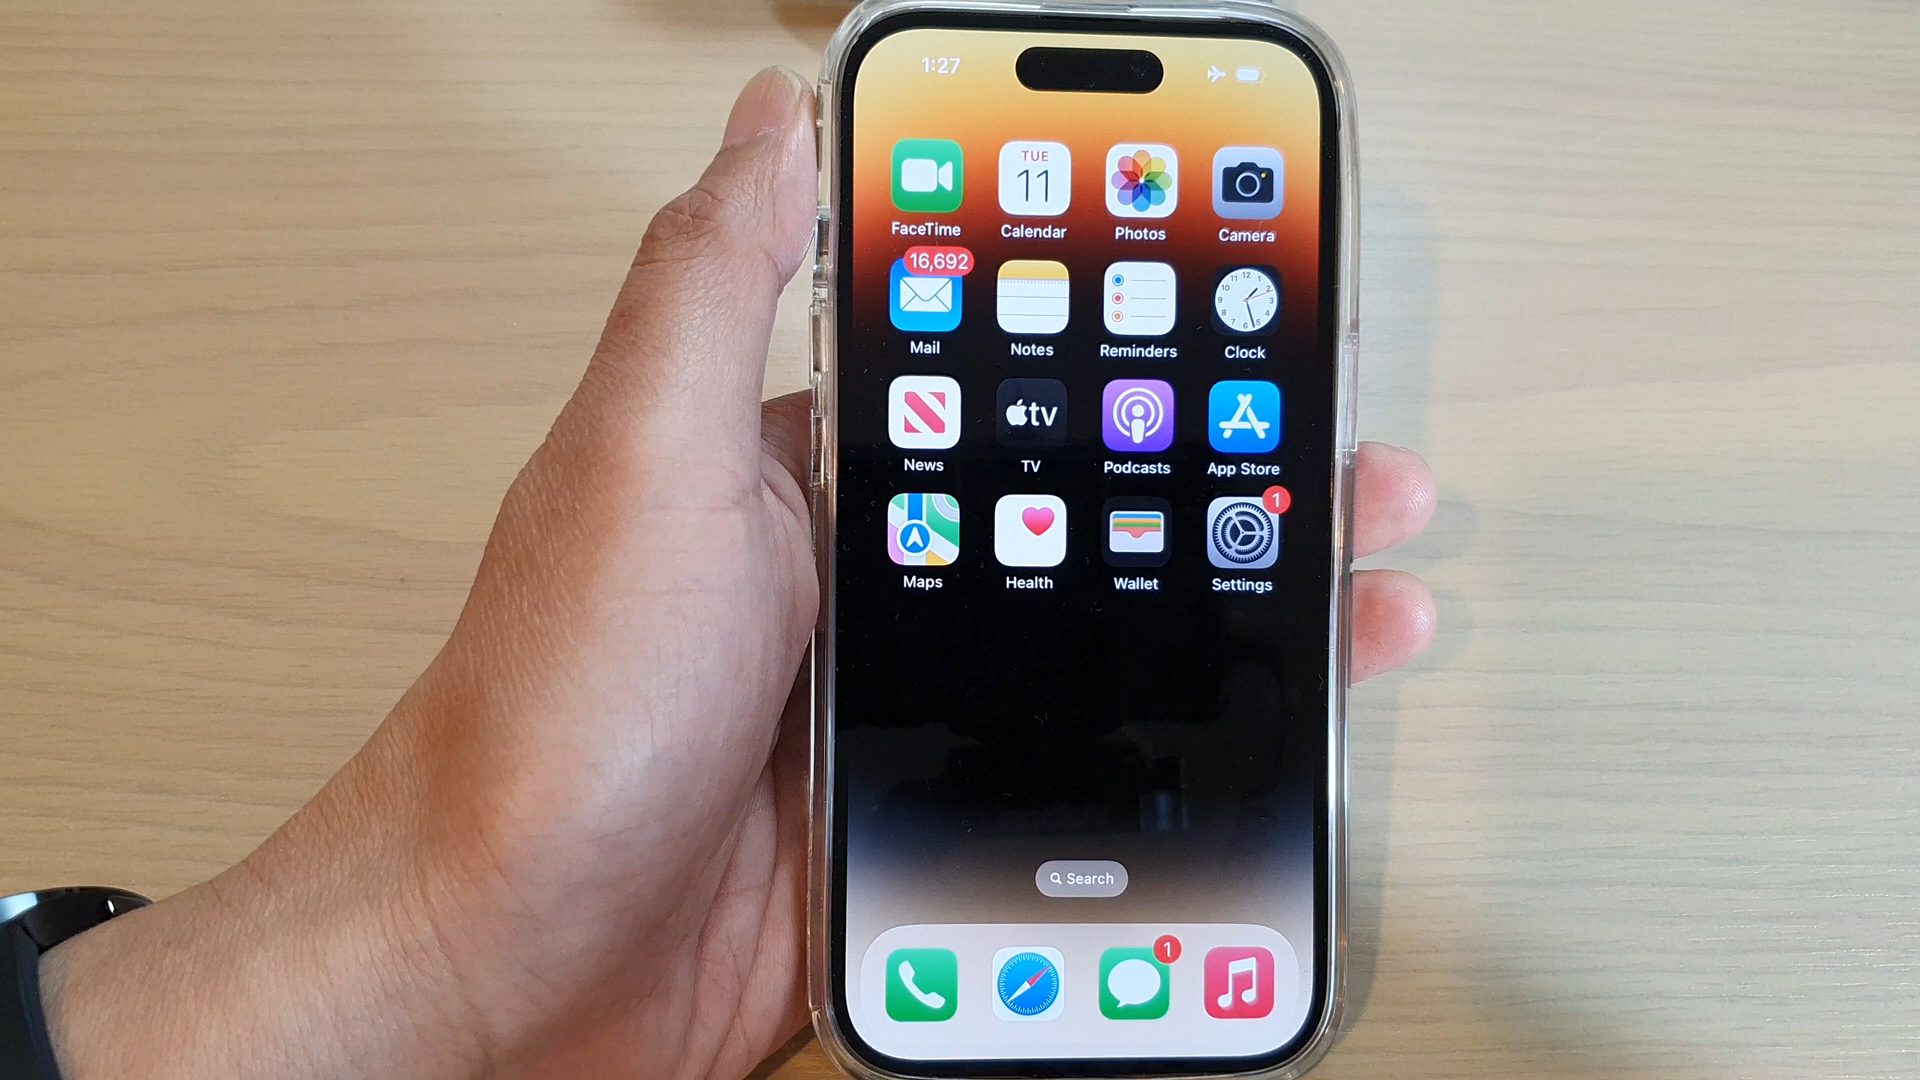 1:27
TUE
11
FaceTime Calendar Photos Camera
16,692
12
Mail Notes Reminders Clock
tv
News TV Podcasts App Store
1
Maps Health Wallet Settings
Search
1